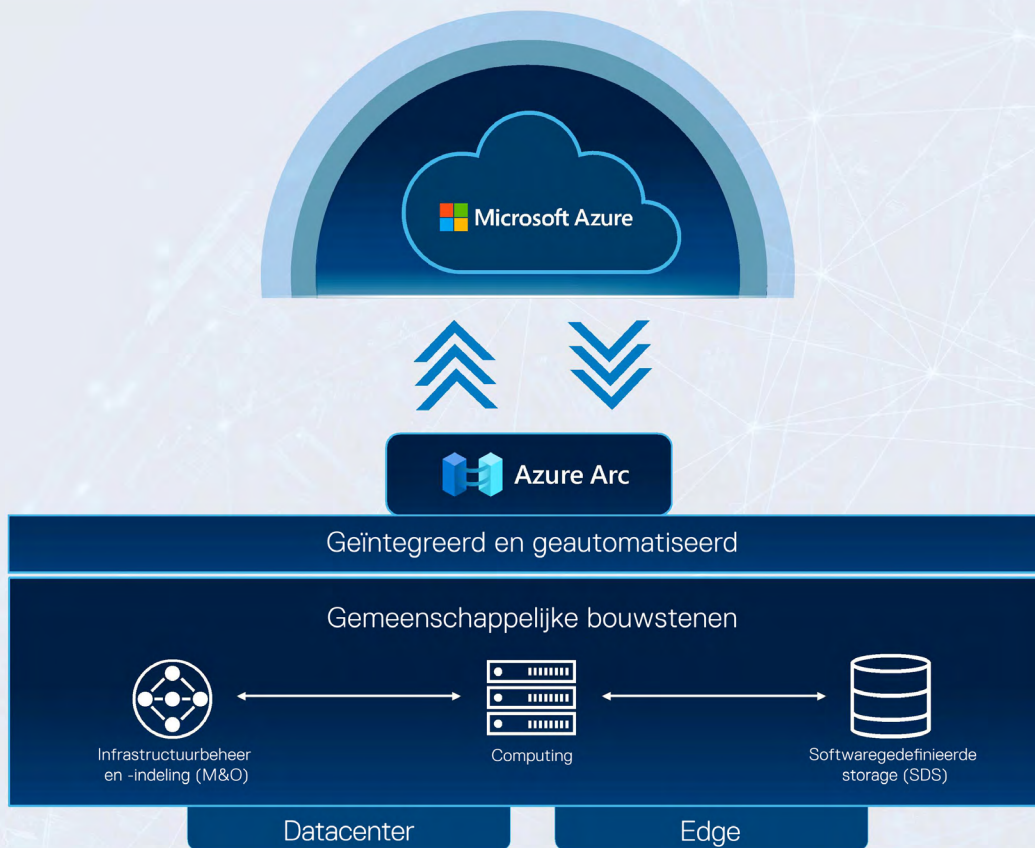 Microsoft Azure
Azure Arc
Geïntegreerd en geautomatiseerd
Gemeenschappelijke bouwstenen
Infrastructuurbeheer
en -indeling (M&O)
Computing
Softwaregedefinieerde
storage (SDS)
Datacenter
Edge